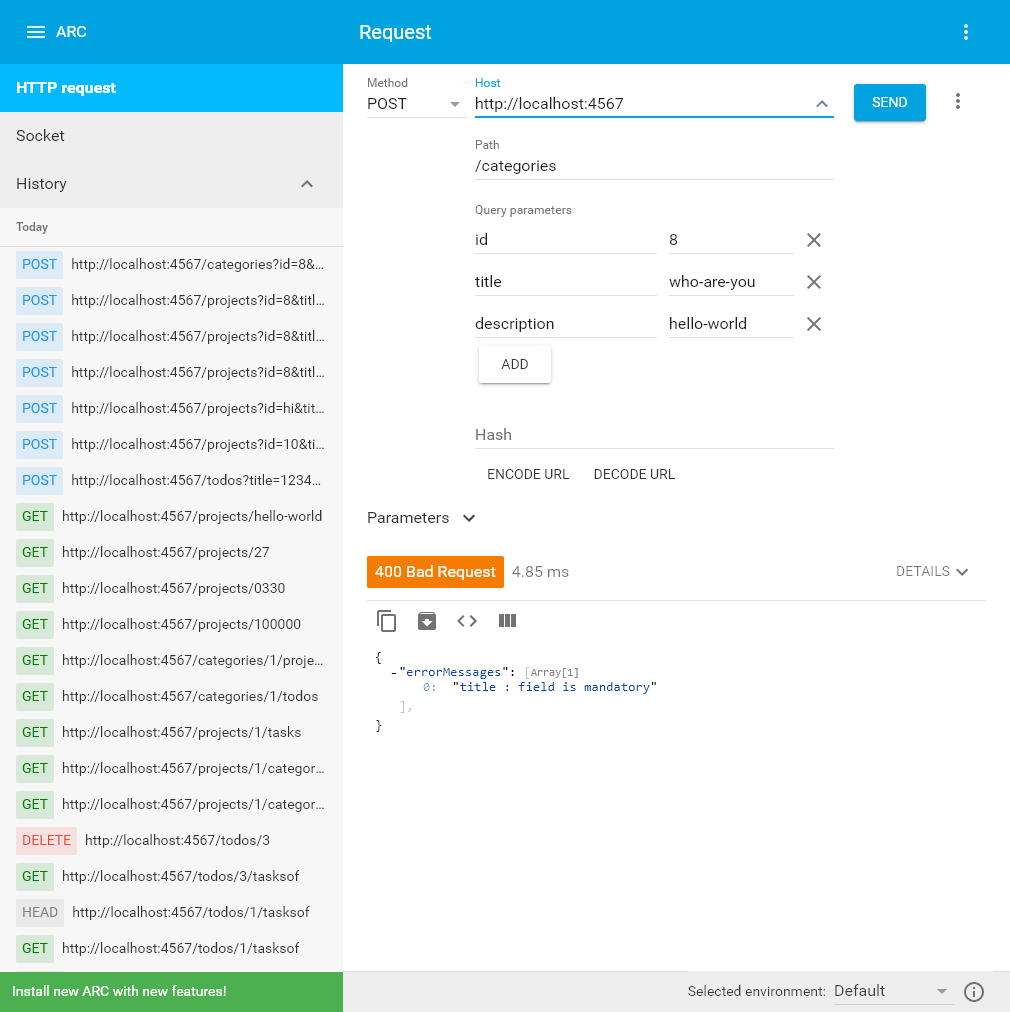 ARC
Request
HTTP request
Socket
History
Today
POST http://localhost:4567/categories?id=8&...
POST http://localhost:4567/projects?id=8&titl...
POST http://localhost:4567/projects?id=8&titl...
POST http://localhost:4567/projects?id=8&titl...
POST http://localhost:4567/projects?id=hi&tit...
POST http://localhost:4567/projects?id=10&ti...
POST http://localhost:4567/todos?title=1234...
GET http://localhost:4567/projects/hello-world
GET http://localhost:4567/projects/27
GET http://localhost:4567/projects/0330
GET http://localhost:4567/projects/100000
GET http://localhost:4567/categories/1/proje...
GET http://localhost:4567/categories/1/todos
GET http://localhost:4567/projects/1/tasks
GET http://localhost:4567/projects/1/categor...
GET http://localhost:4567/projects/1/categor...
DELETE http://localhost:4567/todos/3
GET http://localhost:4567/todos/3/tasksof
HEAD http://localhost:4567/todos/1/tasksof
GET http://localhost:4567/todos/1/tasksof
Install new ARC with new features!
Method
POST
Host
http://localhost:4567
SEND
Path
/categories
Query parameters
id 8
title who-are-you
description hello-world
ADD
Hash
ENCODE URL DECODE URL
Parameters
400 Bad Request 4.85 ms DETAILS
{
-"errorMessages": [Array[1]
0: "title : field is mandatory"
],
}
Selected environment: Default